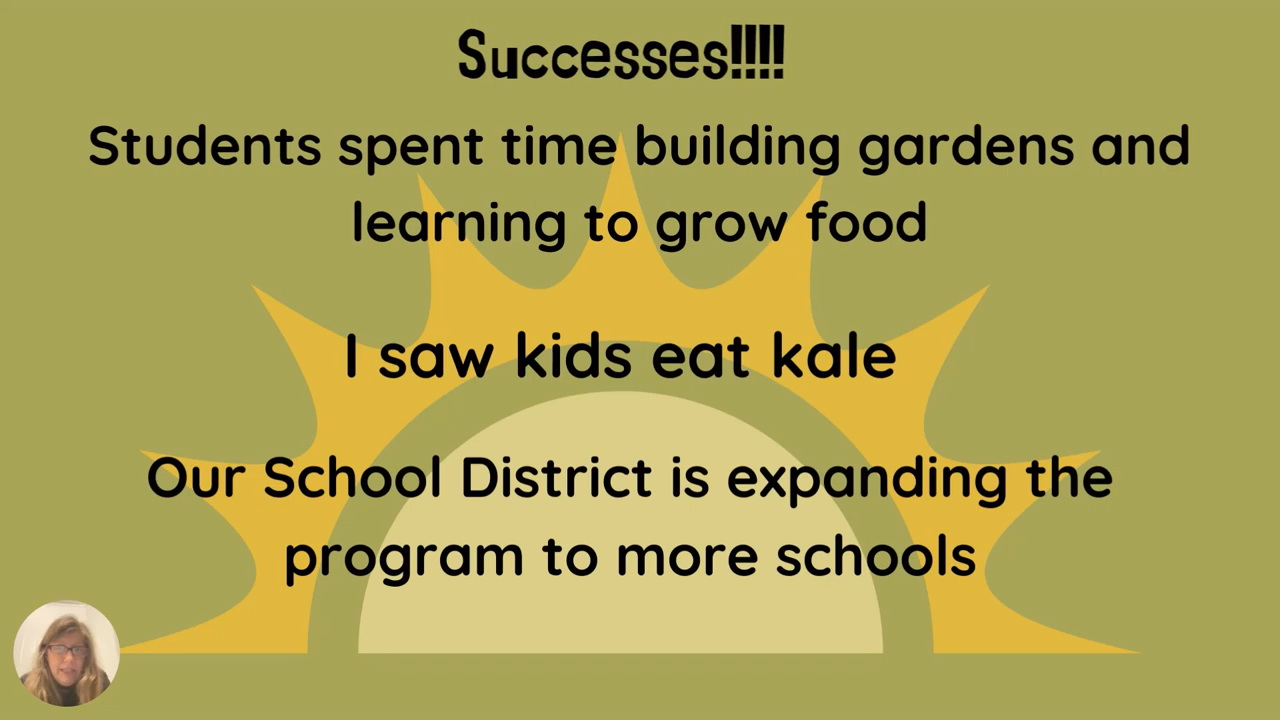 Successes!!!!
Students spent time building gardens and
learning to grow food
I saw kids eat kale
Our School District is expanding the
program to more schools